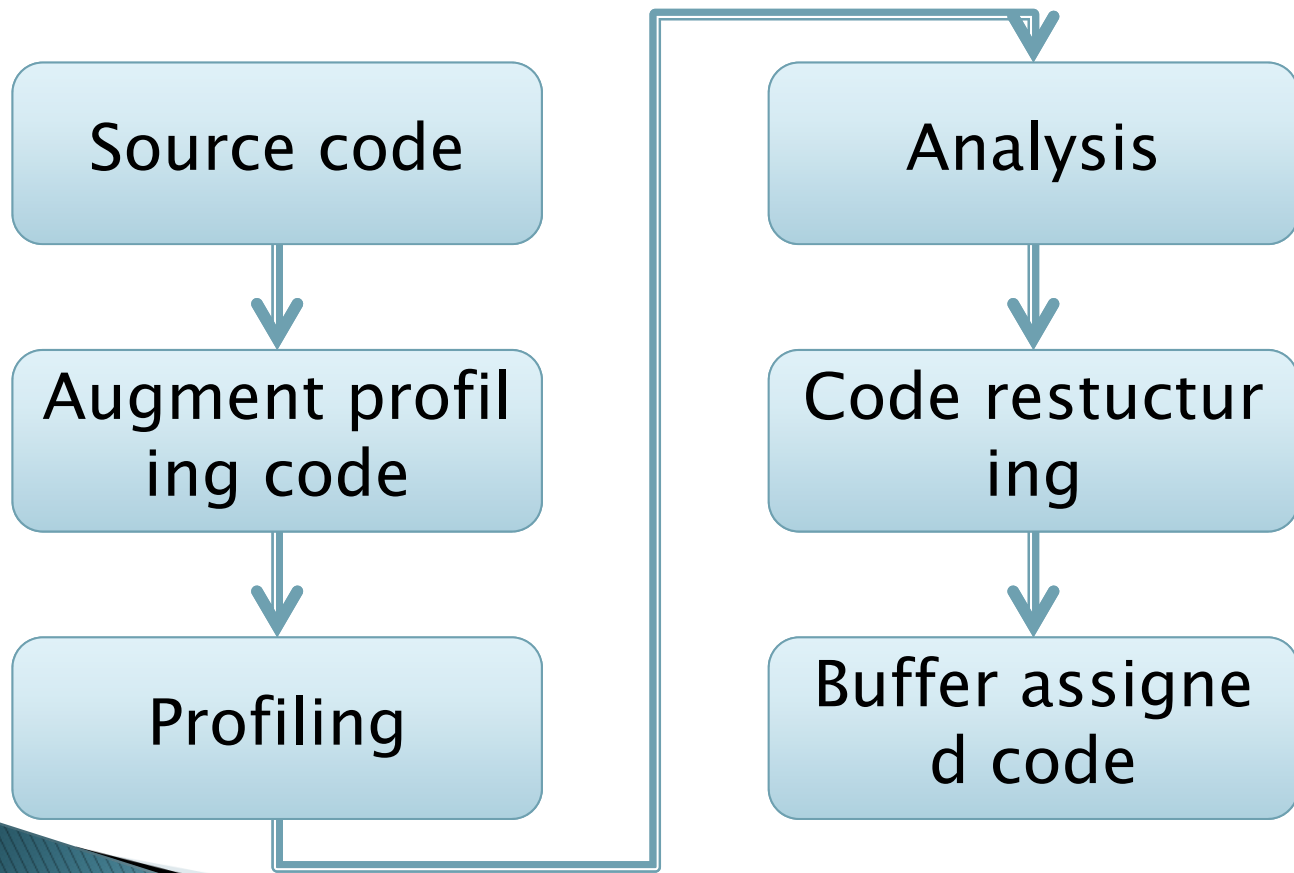 Source code
Augment profil
ing code
Profiling
Analysis
Code restuctur
ing
Buffer assigne
d code